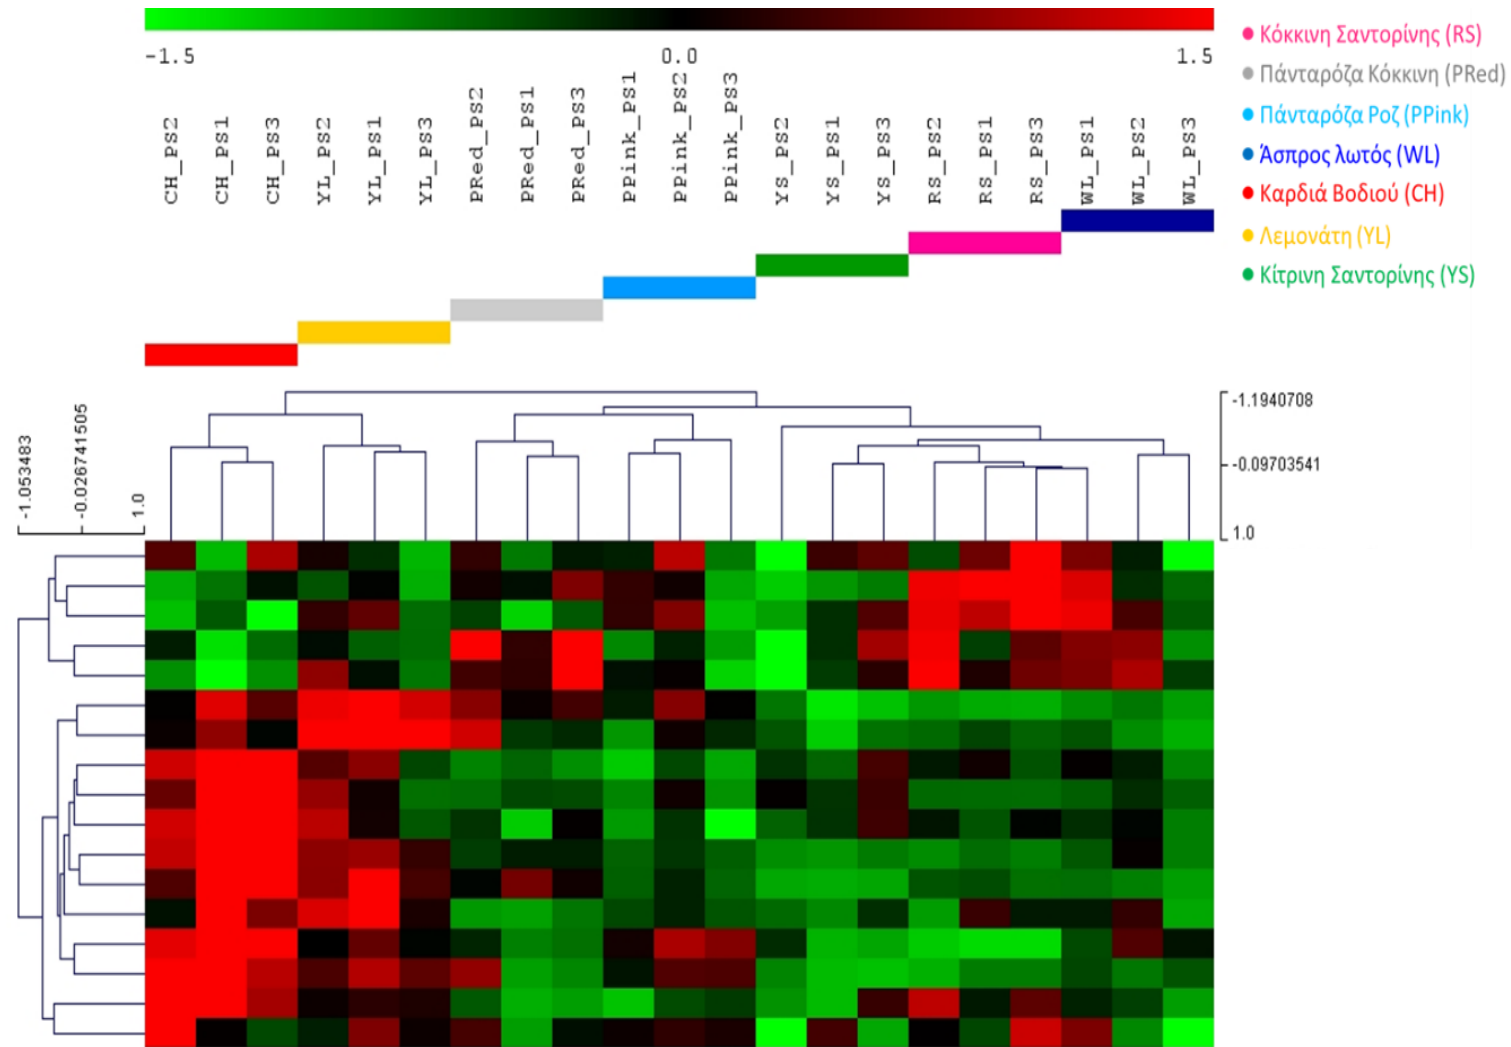 -1.5 0.0 1.5
CH_PS2
CH_PS1
CH_PS3
YL_PS2
YL_PS1
YL_PS3
PRed_PS2
PRed_PS1
PRed_PS3
PPink_PS1
PPink_PS2
PPink_PS3
YS_PS2
YS_PS1
YS_PS3
RS_PS2
RS_PS1
RS_PS3
WL_PS1
WL_PS2
WL_PS3
Κόκκινη Σαντορίνης (RS)
Πάνταρόζα Κόκκινη (PRed)
Πάνταρόζα Ροζ (PPink)
Άσπρος λωτός (WL)
Καρδιά Βοδιού (CH)
Λεμονάτη (YL)
Κίτρινη Σαντορίνης (YS)
-1.053483
-0.026741505
1.0
-1.1940708
-0.09703541
1.0